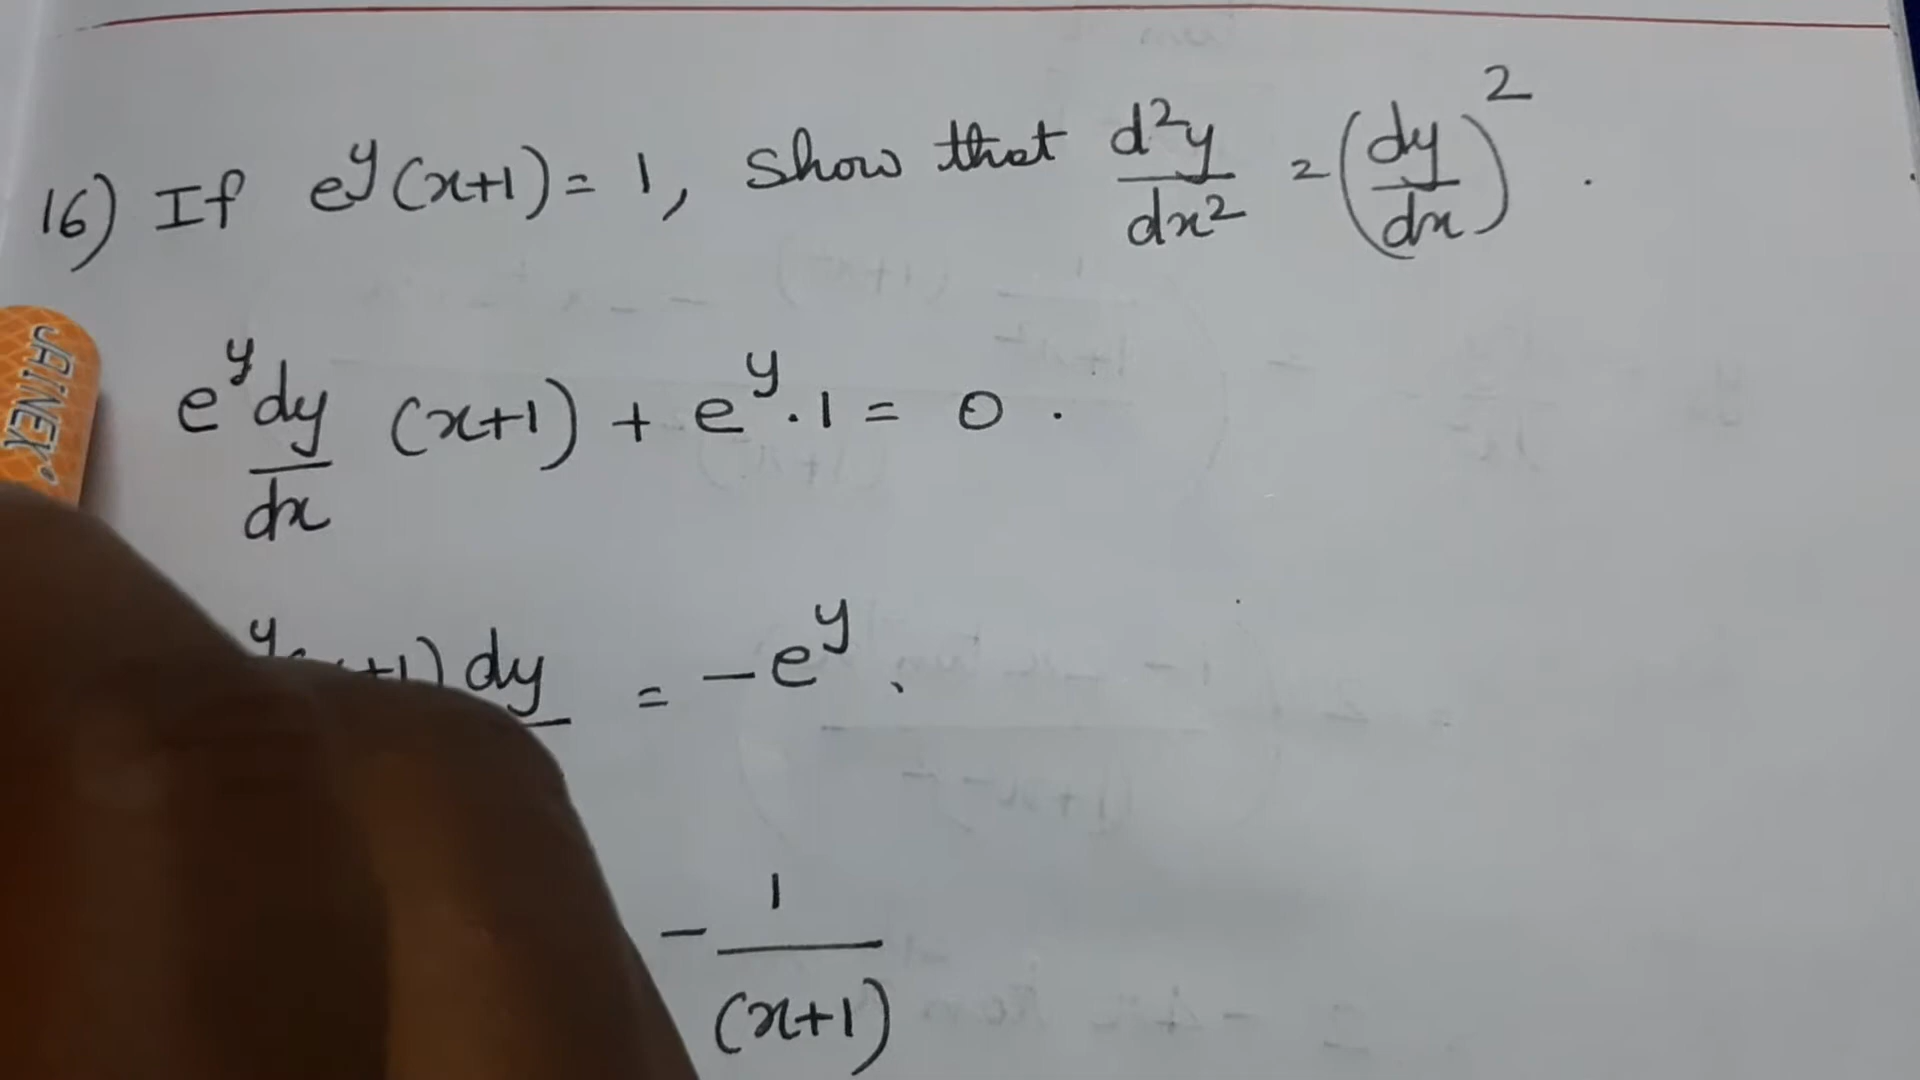 16) If e^y (x+1) = 1, show that d²y/dx² = (dy/dx)² .
JAINEX
e^y dy/dx (x+1) + e^y . 1 = 0 .
y +1) dy = -e^y .
- 1/(x+1)